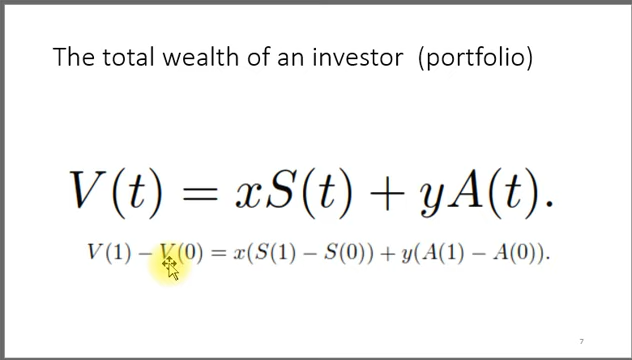 The total wealth of an investor (portfolio)
V(t) = xS(t) + yA(t).
V(1) − V(0) = x(S(1) − S(0)) + y(A(1) − A(0)).
7